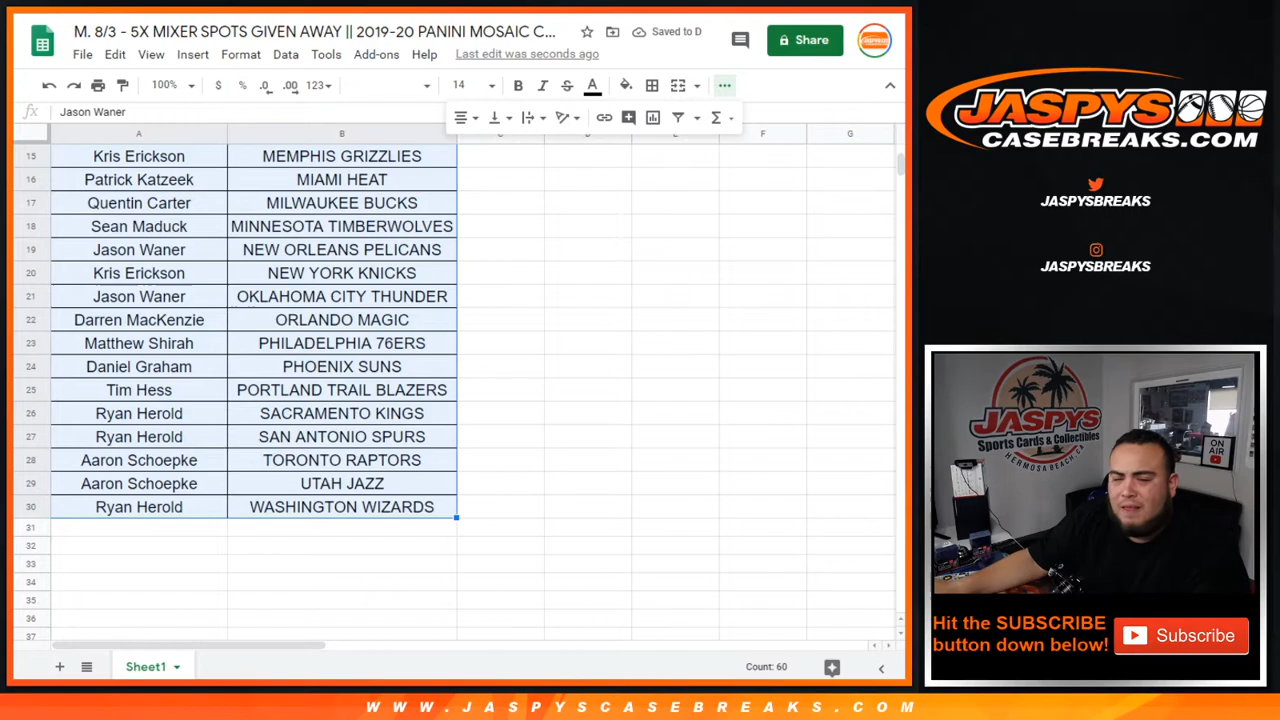 M. 8/3 - 5X MIXER SPOTS GIVEN AWAY || 2019-20 PANINI MOSAIC C...
Saved to D
Share
File Edit View Insert Format Data Tools Add-ons Help Last edit was seconds ago
100% $ % .0 .00 123 14 B I S A
fx Jason Waner
A B C D E F G
15 Kris Erickson MEMPHIS GRIZZLIES
16 Patrick Katzeek MIAMI HEAT
17 Quentin Carter MILWAUKEE BUCKS
18 Sean Maduck MINNESOTA TIMBERWOLVES
19 Jason Waner NEW ORLEANS PELICANS
20 Kris Erickson NEW YORK KNICKS
21 Jason Waner OKLAHOMA CITY THUNDER
22 Darren MacKenzie ORLANDO MAGIC
23 Matthew Shirah PHILADELPHIA 76ERS
24 Daniel Graham PHOENIX SUNS
25 Tim Hess PORTLAND TRAIL BLAZERS
26 Ryan Herold SACRAMENTO KINGS
27 Ryan Herold SAN ANTONIO SPURS
28 Aaron Schoepke TORONTO RAPTORS
29 Aaron Schoepke UTAH JAZZ
30 Ryan Herold WASHINGTON WIZARDS
31
32
33
34
35
36
37
Sheet1
Count: 60
JASPYS
CASEBREAKS.COM
JASPYSBREAKS
JASPYSBREAKS
JASPYS
Sports Cards & Collectibles
HERMOSA BEACH, CA
ON AIR
Hit the SUBSCRIBE
button down below!
Subscribe
WWW.JASPYSCASEBREAKS.COM